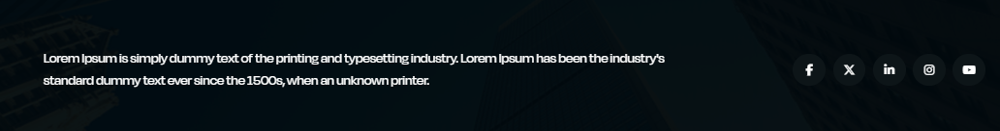 Lorem Ipsum is simply dummy text of the printing and typesetting industry. Lorem Ipsum has been the industry's
standard dummy text ever since the 1500s, when an unknown printer.